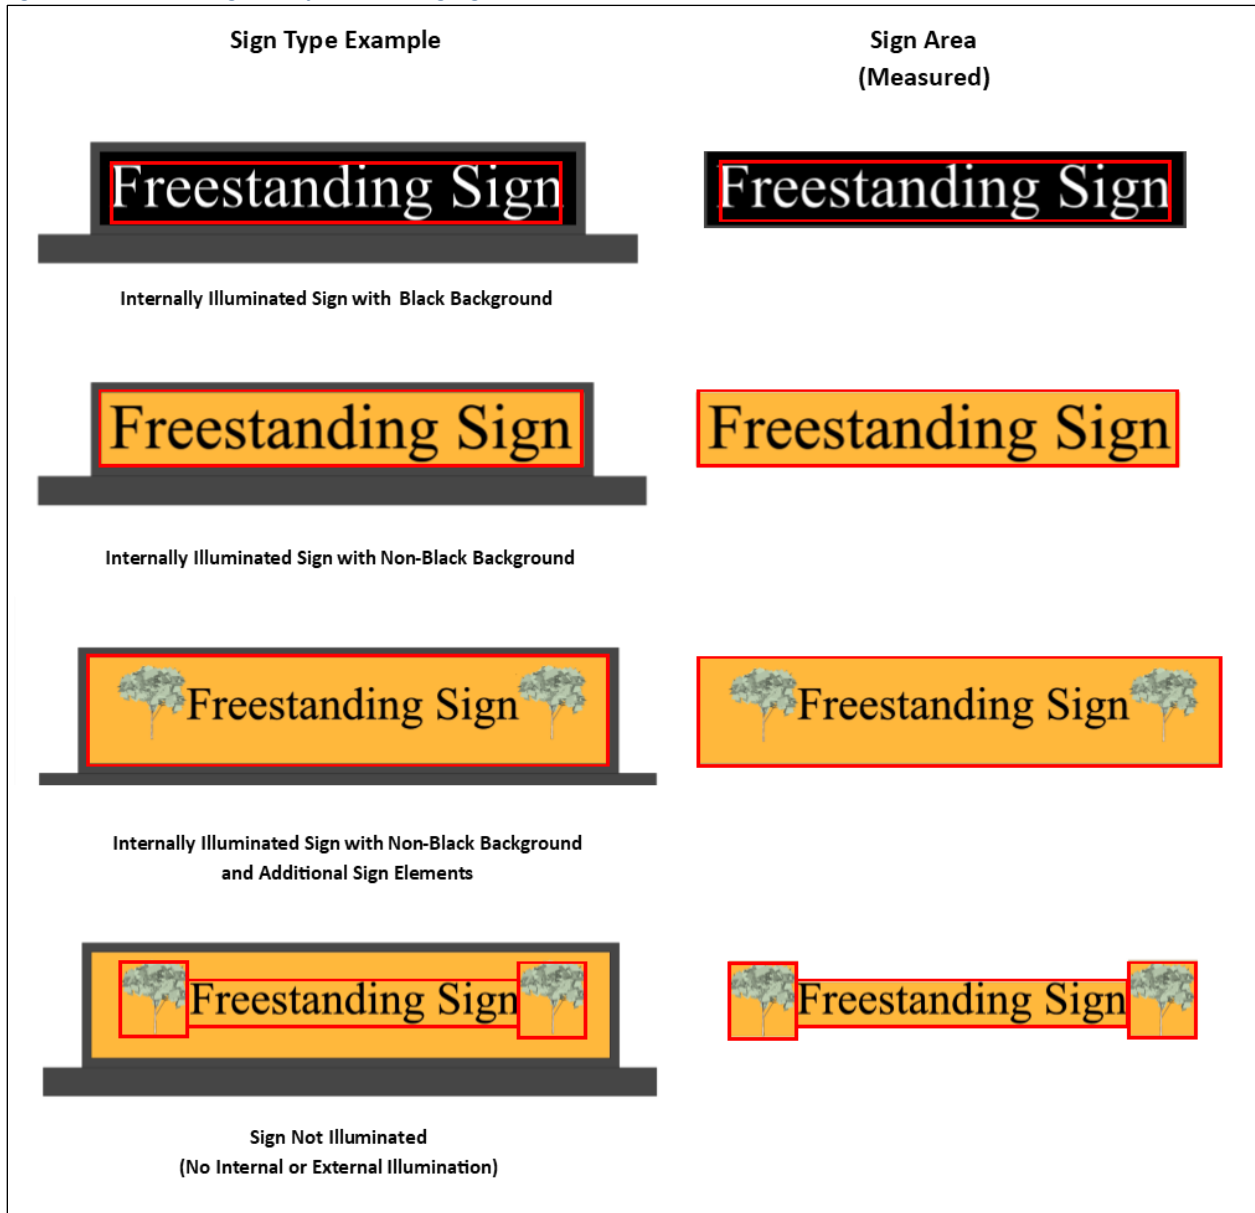 Sign Type Example
Sign Area
(Measured)
Freestanding Sign
Freestanding Sign
Internally Illuminated Sign with Black Background
Freestanding Sign
Freestanding Sign
Internally Illuminated Sign with Non-Black Background
Freestanding Sign
Freestanding Sign
Internally Illuminated Sign with Non-Black Background
and Additional Sign Elements
Freestanding Sign
Freestanding Sign
Sign Not Illuminated
(No Internal or External Illumination)